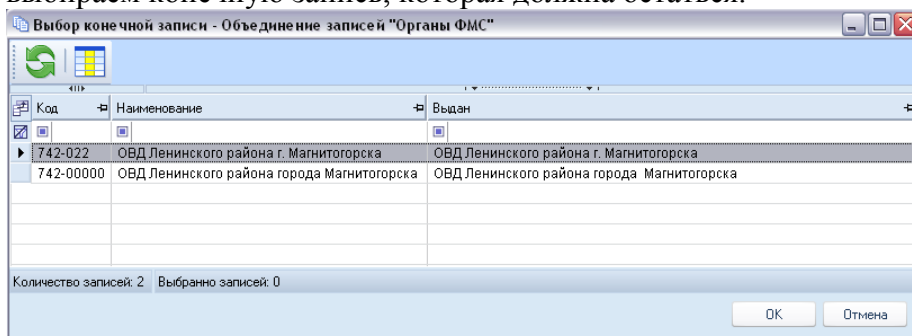 выбираем конечную запись, которая должна остаться.
Выбор конечной записи - Объединение записей "Органы ФМС"
Код Наименование Выдан
742-022 ОВД Ленинского района г. Магнитогорска ОВД Ленинского района г. Магнитогорска
742-00000 ОВД Ленинского района города Магнитогорска ОВД Ленинского района города Магнитогорска
Количество записей: 2 Выбранно записей: 0
ОК Отмена